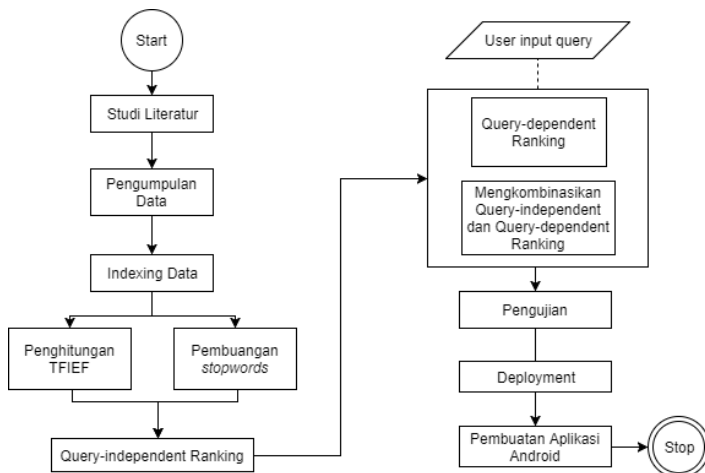 Start
Studi Literatur
Pengumpulan
Data
Indexing Data
Penghitungan
TFIEF
Pembuangan
stopwords
Query-independent Ranking
User input query
Query-dependent
Ranking
Mengkombinasikan
Query-independent
dan Query-dependent
Ranking
Pengujian
Deployment
Pembuatan Aplikasi
Android
Stop